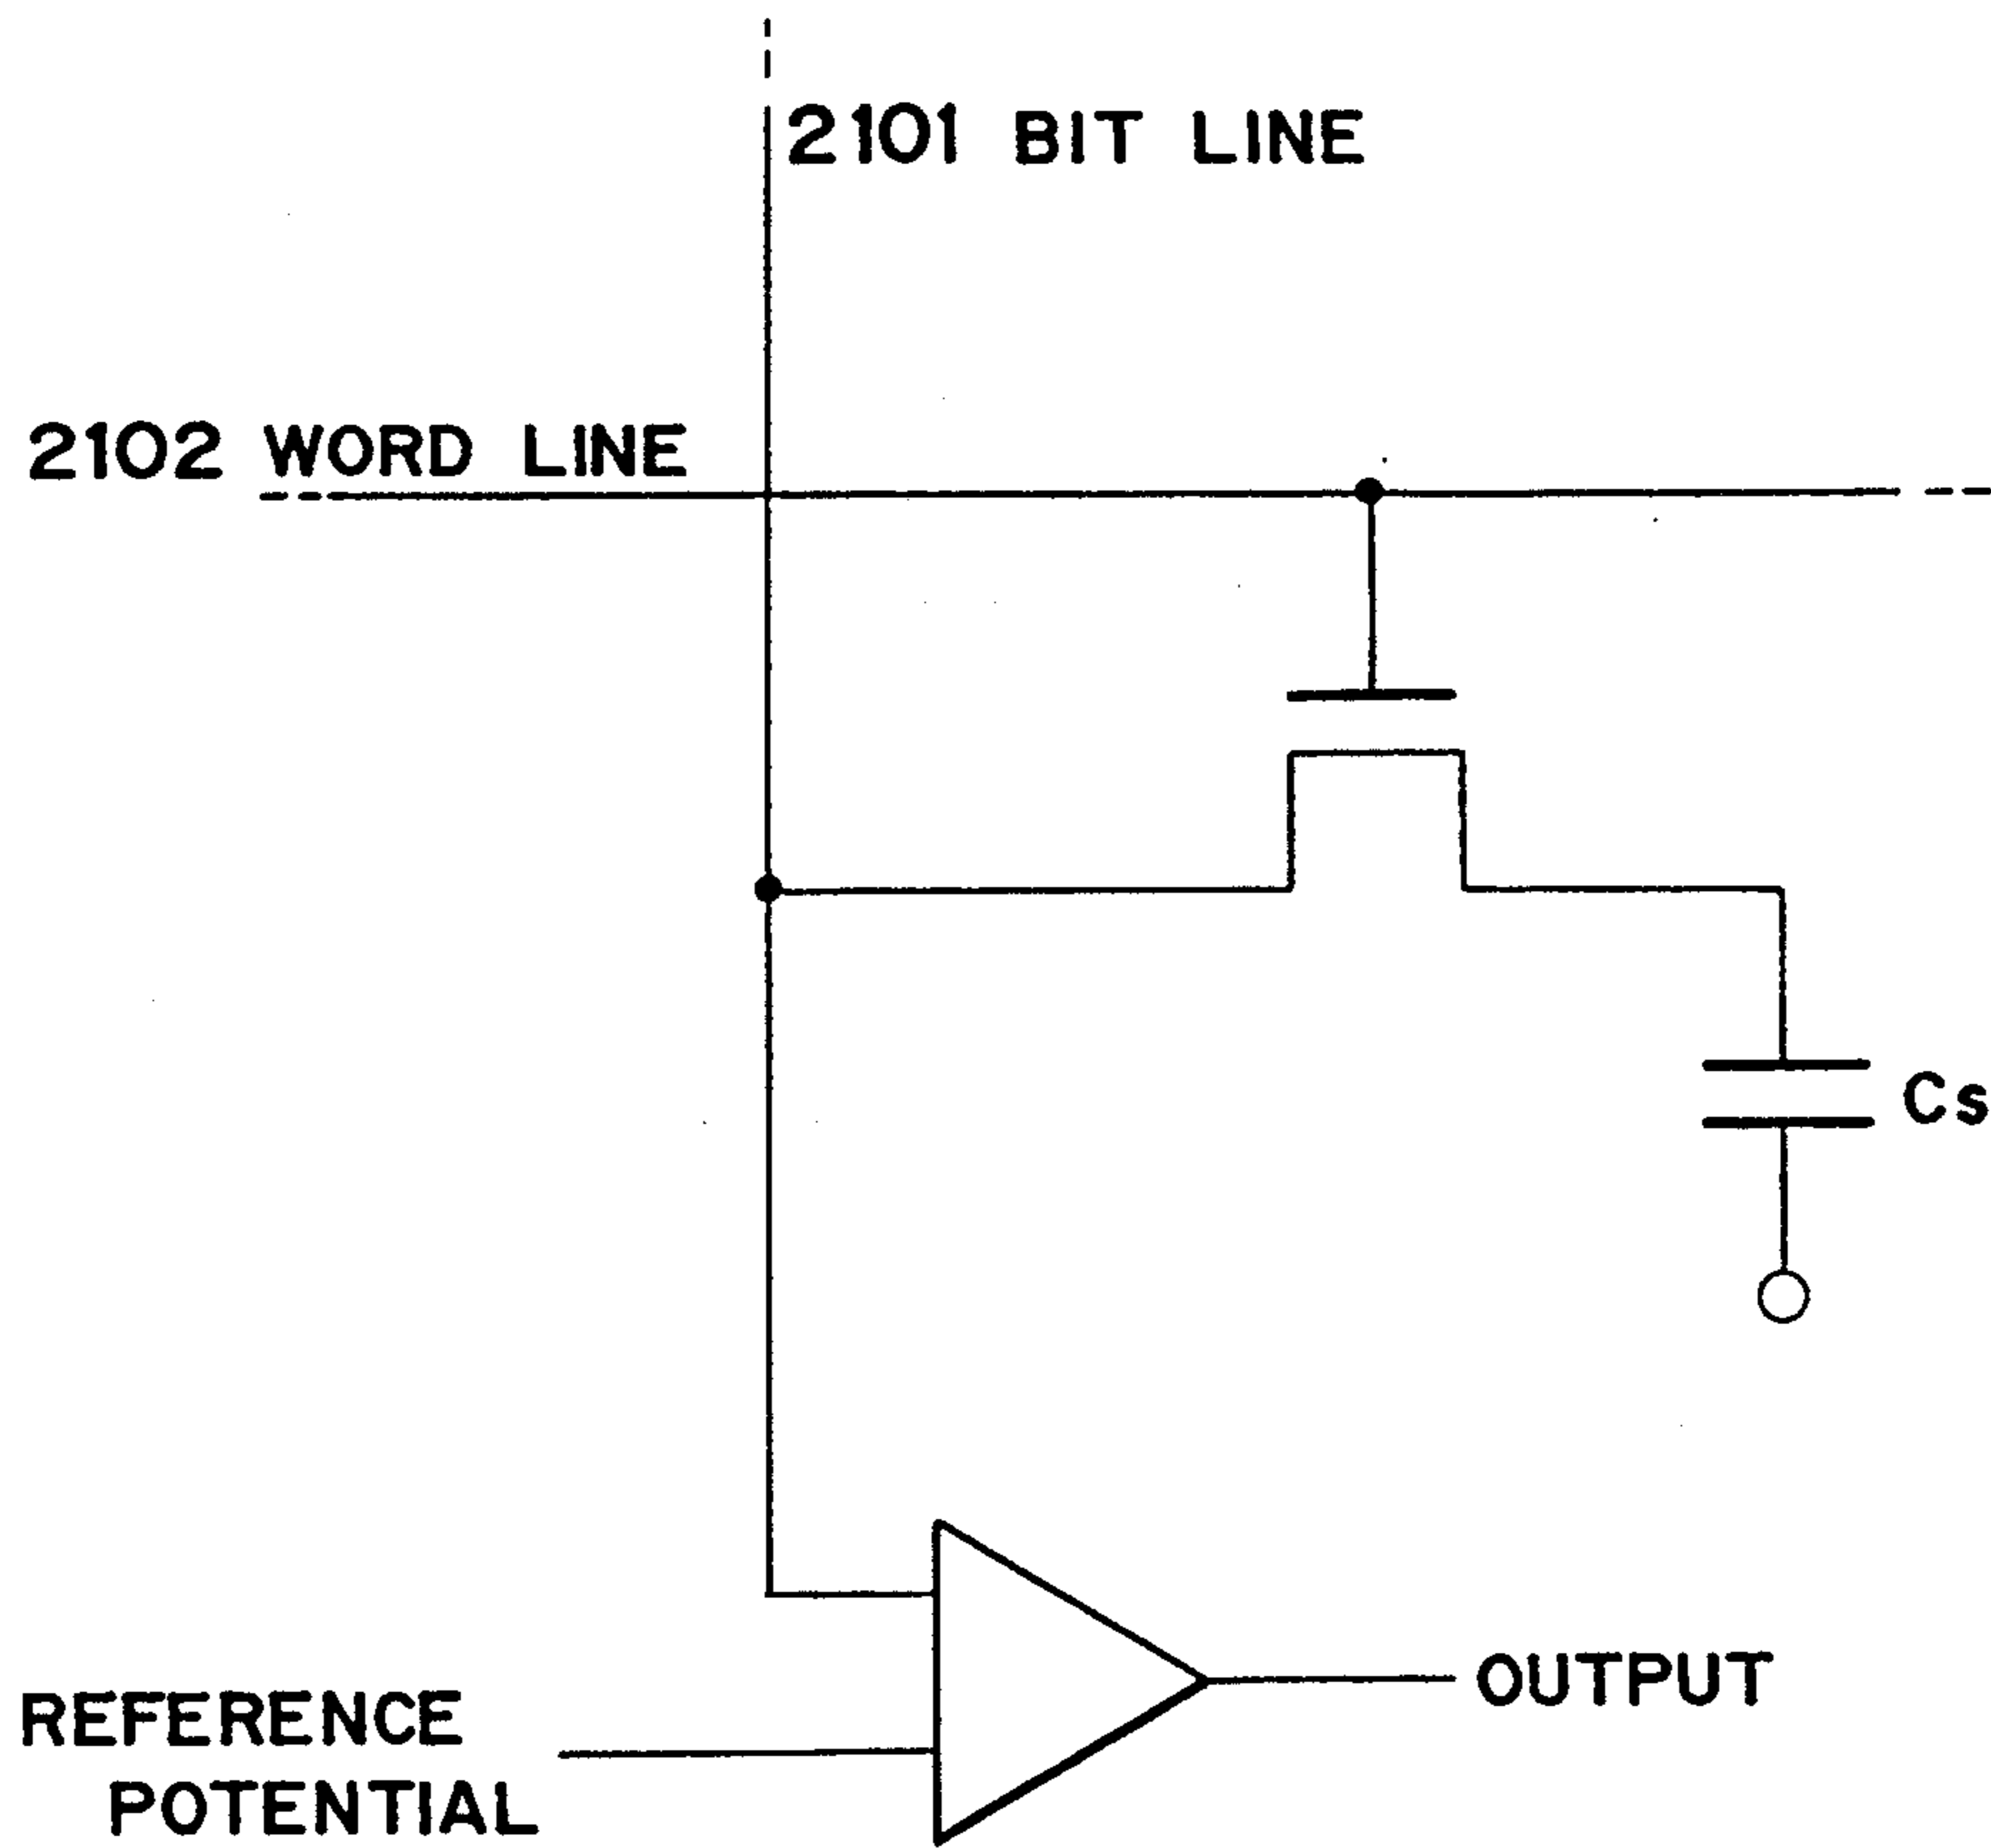 2101 BIT LINE
2102 WORD LINE
Cs
OUTPUT
REFERENCE
POTENTIAL